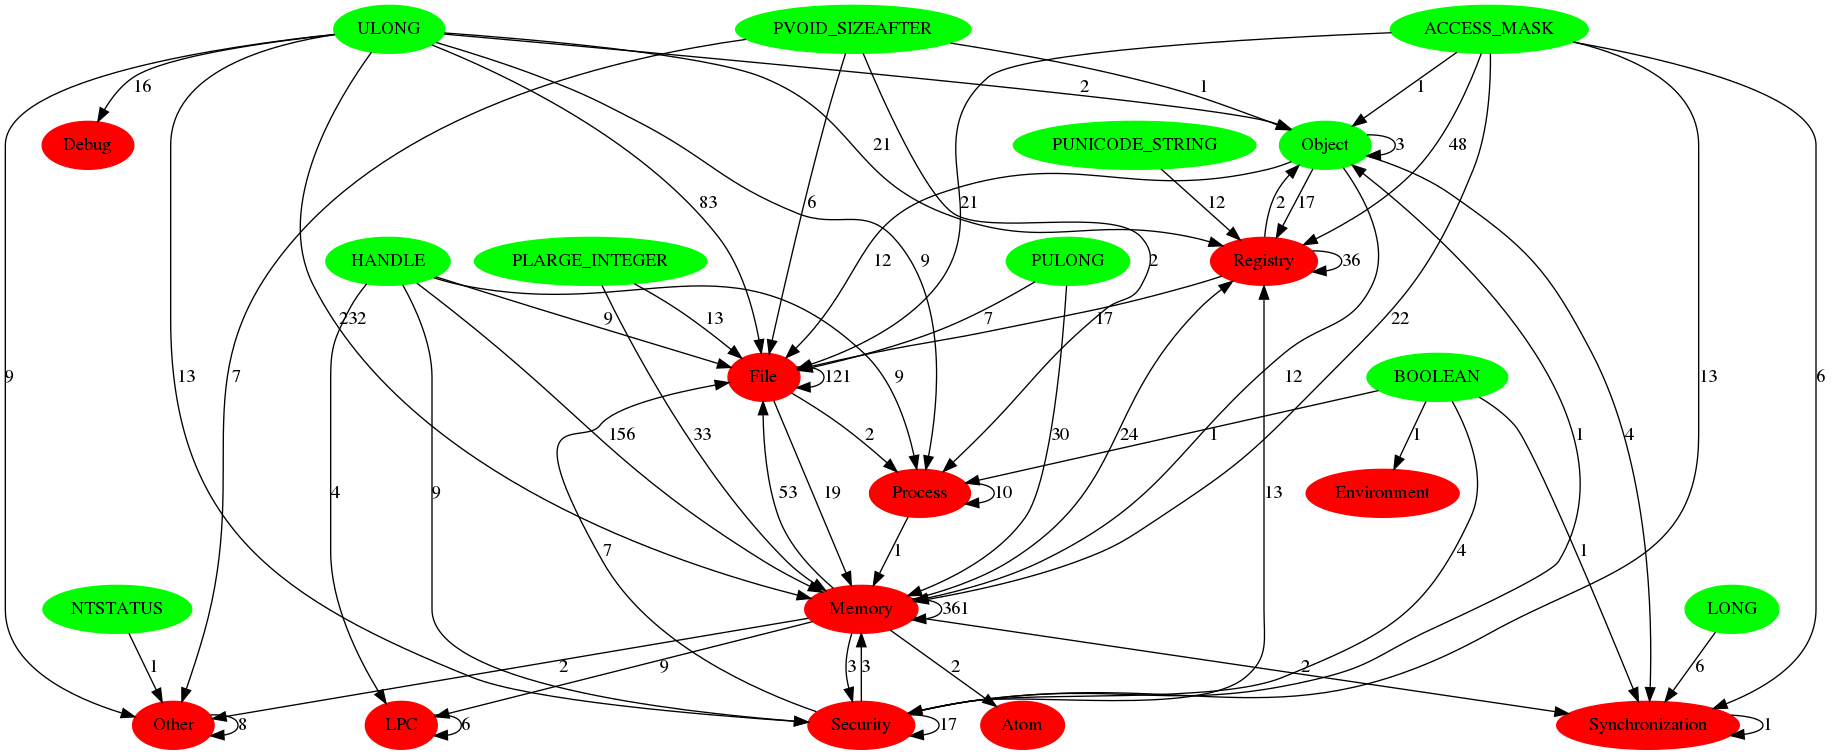 ULONG PVOID_SIZEAFTER ACCESS_MASK
16 2 1 1
Debug PUNICODE_STRING Object 3
21 48
83 6 12 21 12 2 17
HANDLE PLARGE_INTEGER 12 9 PULONG 2 Registry 36
232 9 13 7 17 22
9 13 7 File 121 9 12 BOOLEAN 13 6
156 33 2 30 24 1 1 1 4
4 9 53 19 Process 10 13 Environment
7 1 4 1
NTSTATUS Memory 361 LONG
1 2 9 3 3 2 2 6
Other 8 LPC 6 Security 17 Atom Synchronization 1